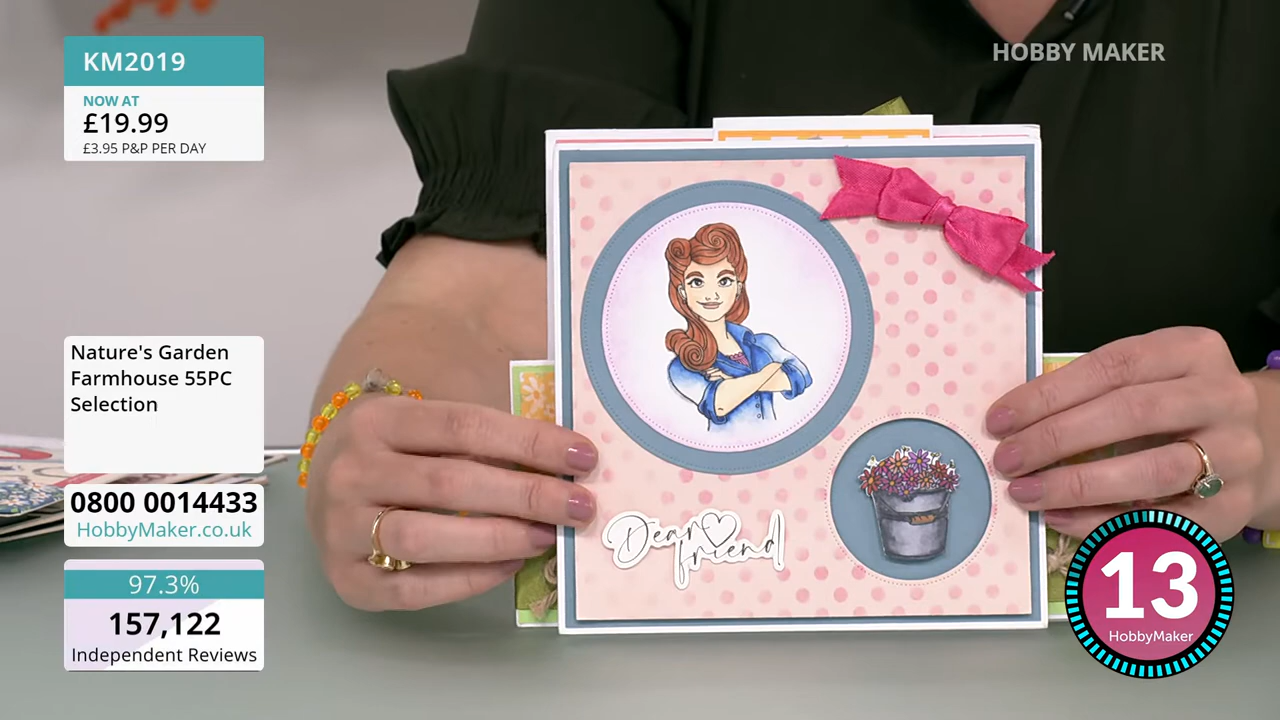 KM2019
NOW AT
£19.99
£3.95 P&P PER DAY
HOBBY MAKER
Nature's Garden
Farmhouse 55PC
Selection
0800 0014433
HobbyMaker.co.uk
97.3%
157,122
Independent Reviews
Dear
friend
13
HobbyMaker